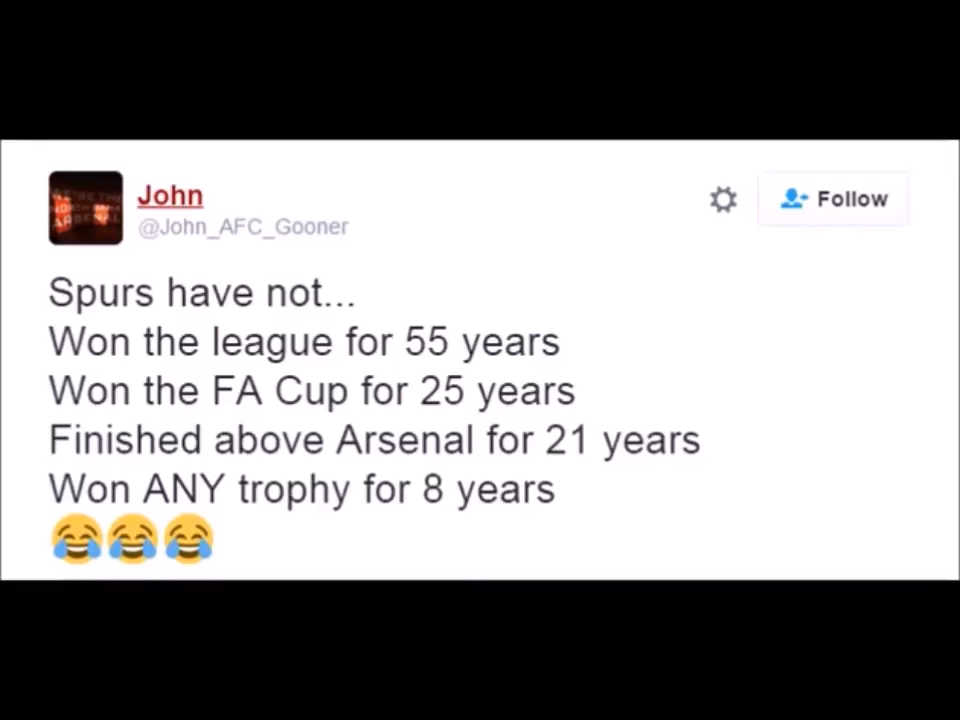 John
@John_AFC_Gooner
Follow
Spurs have not...
Won the league for 55 years
Won the FA Cup for 25 years
Finished above Arsenal for 21 years
Won ANY trophy for 8 years
😂😂😂